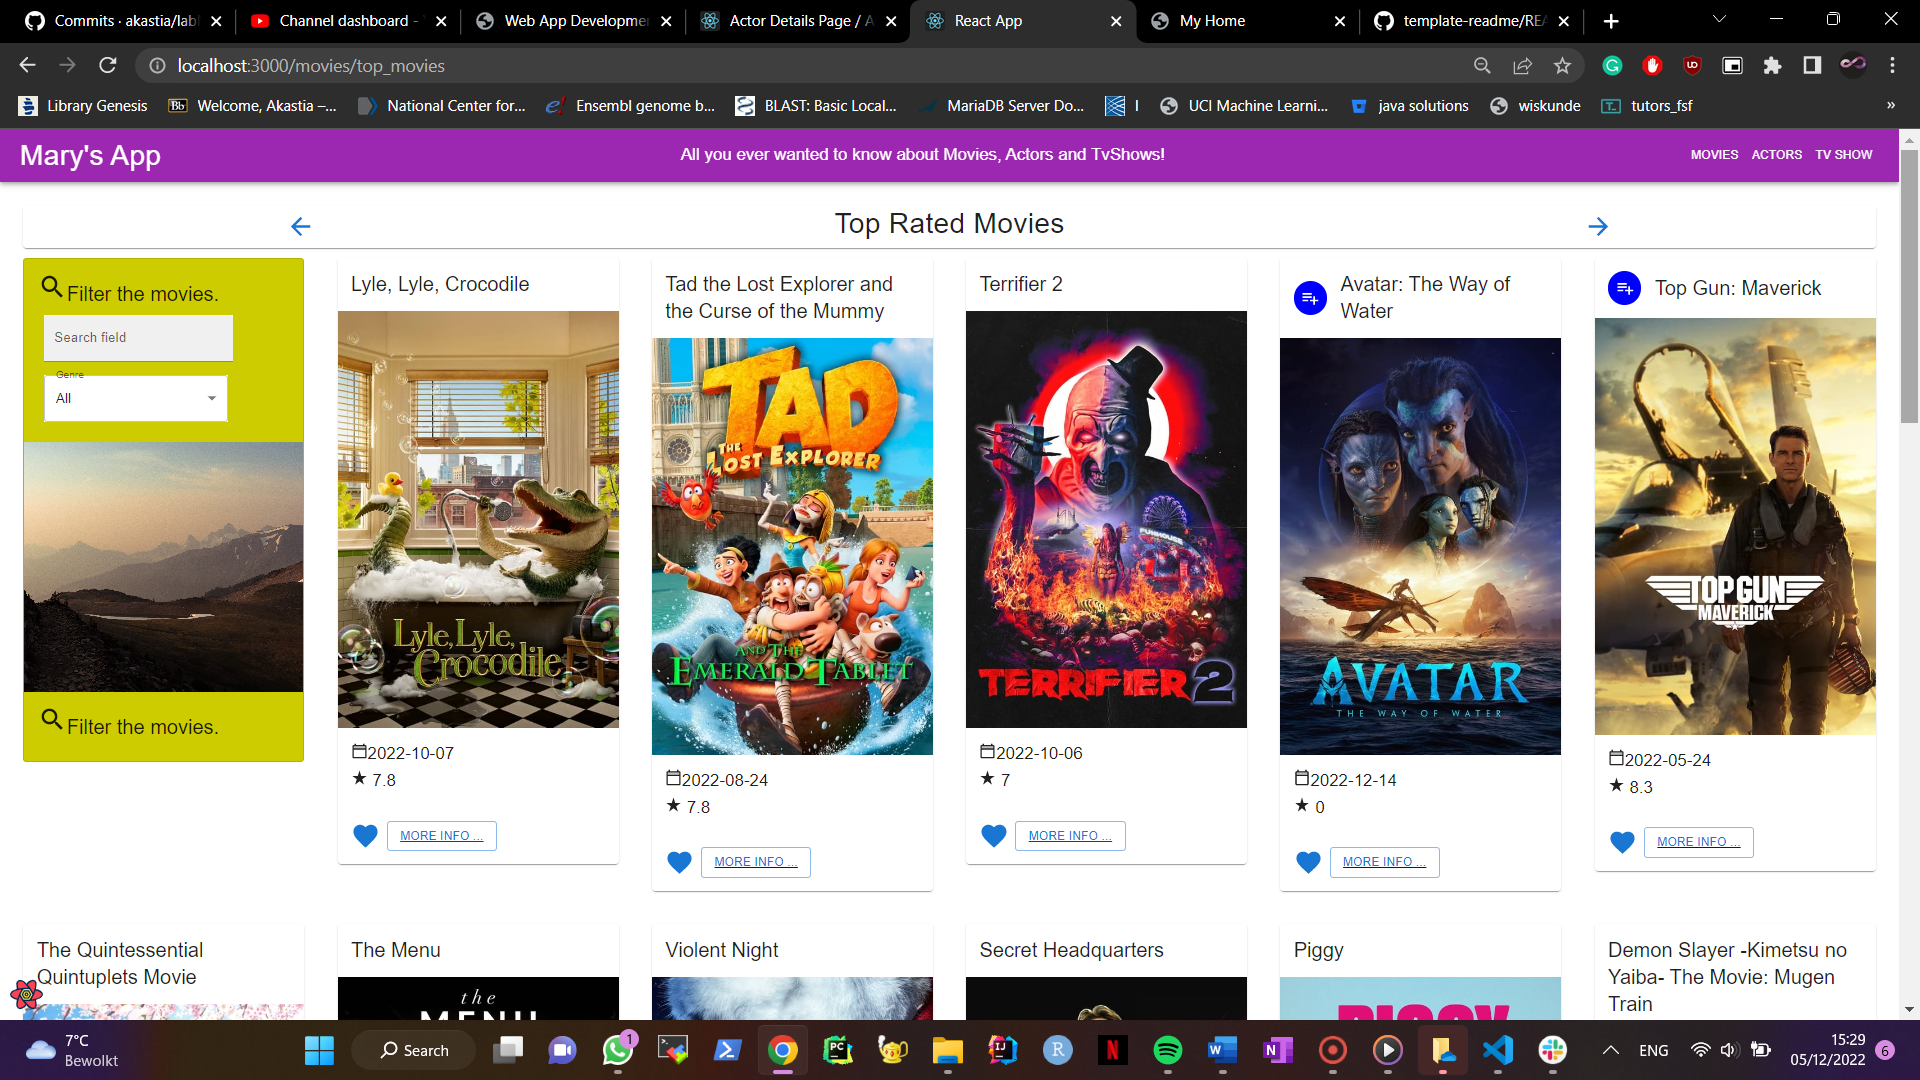 Commits · akastia/labl
Channel dashboard -
Web App Developme
Actor Details Page / A
React App
My Home
template-readme/REA
localhost:3000/movies/top_movies
Library Genesis
Bb
Welcome, Akastia –...
National Center for...
Ensembl genome b...
BLAST: Basic Local...
MariaDB Server Do...
I
UCI Machine Learni...
java solutions
wiskunde
tutors_fsf
»
Mary's App
All you ever wanted to know about Movies, Actors and TvShows!
MOVIES
ACTORS
TV SHOW
Top Rated Movies
Filter the movies.
Search field
Genre
All
Filter the movies.
Lyle, Lyle, Crocodile
Lyle, Lyle,
Crocodile
2022-10-07
7.8
MORE INFO ...
Tad the Lost Explorer and
the Curse of the Mummy
TAD
THE
LOST EXPLORER
AND THE
EMERALD TABLET
2022-08-24
7.8
MORE INFO ...
Terrifier 2
FUNHOUSE
TERRIFIER 2
2022-10-06
7
MORE INFO ...
Avatar: The Way of
Water
AVATAR
THE WAY OF WATER
2022-12-14
0
MORE INFO ...
Top Gun: Maverick
TOP GUN
MAVERICK
2022-05-24
8.3
MORE INFO ...
The Quintessential
Quintuplets Movie
The Menu
the
MENU
Violent Night
Secret Headquarters
Piggy
PIGGY
Demon Slayer -Kimetsu no
Yaiba- The Movie: Mugen
Train
7°C
Bewolkt
Search
1
ENG
15:29
05/12/2022
6